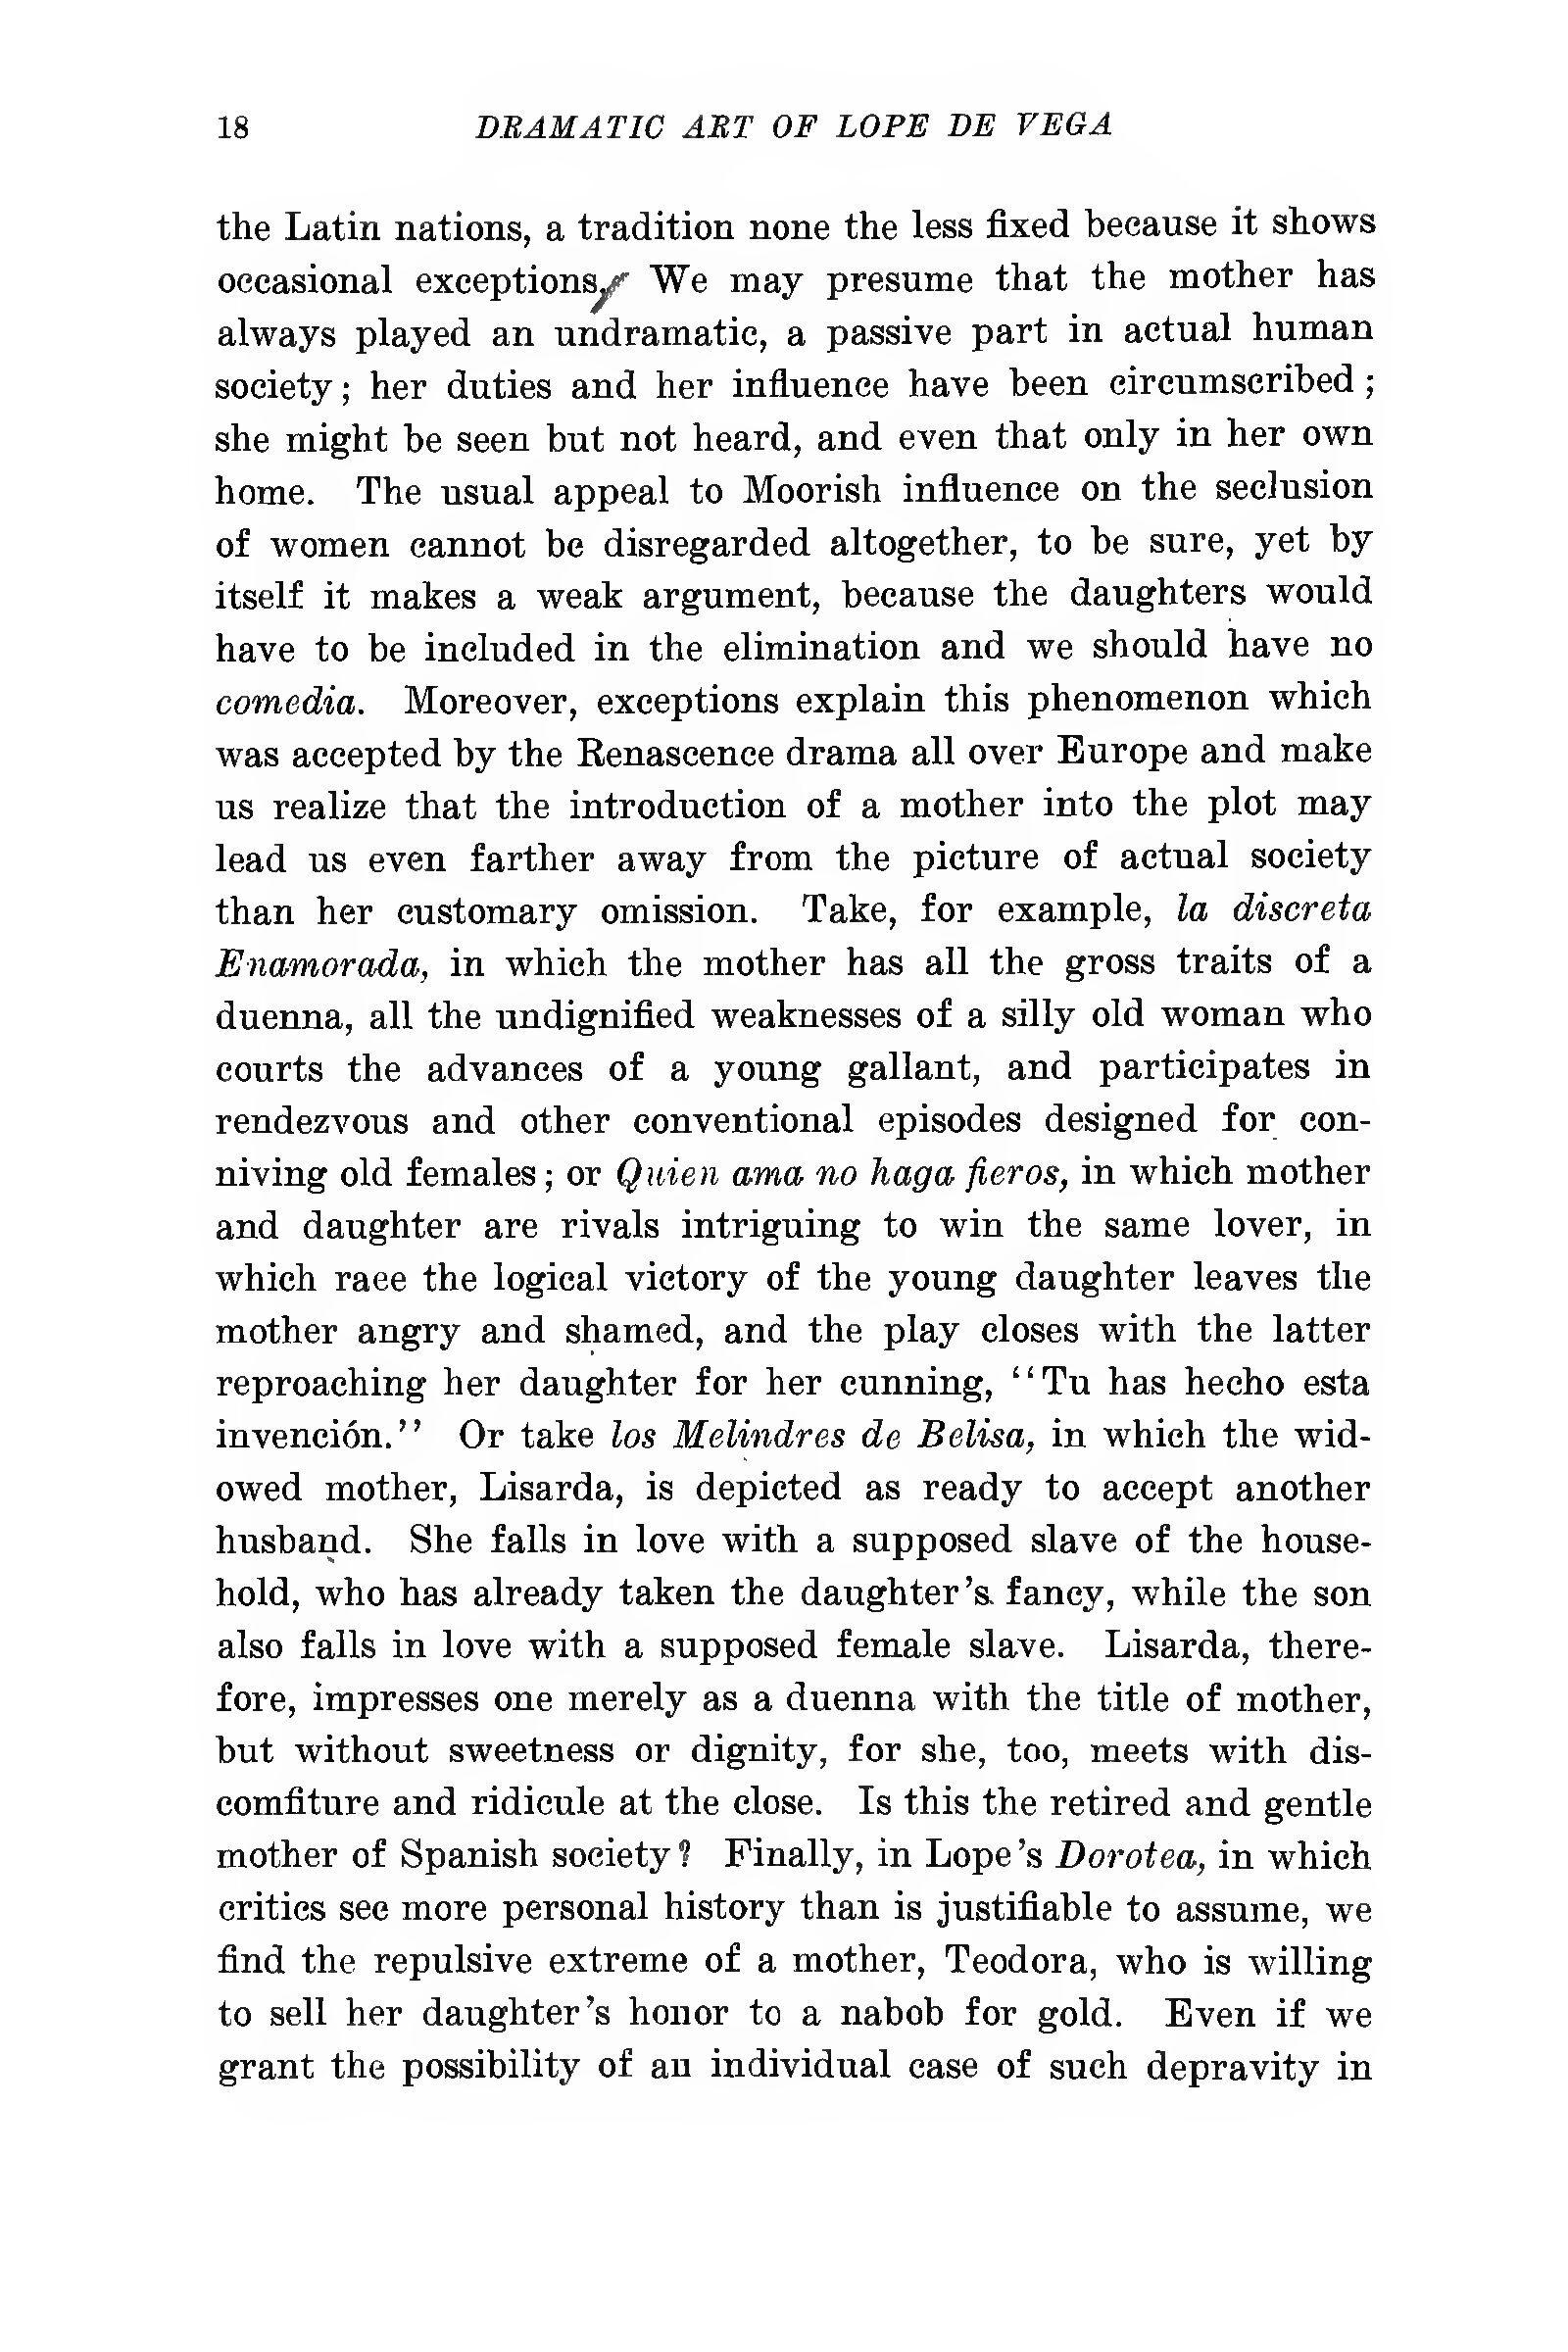 18 DRAMATIC ART OF LOPE DE VEGA
the Latin nations, a tradition none the less fixed because it shows
occasional exceptions. We may presume that the mother has
always played an undramatic, a passive part in actual human
society; her duties and her influence have been circumscribed;
she might be seen but not heard, and even that only in her own
home. The usual appeal to Moorish influence on the seclusion
of women cannot be disregarded altogether, to be sure, yet by
itself it makes a weak argument, because the daughters would
have to be included in the elimination and we should have no
comedia. Moreover, exceptions explain this phenomenon which
was accepted by the Renascence drama all over Europe and make
us realize that the introduction of a mother into the plot may
lead us even farther away from the picture of actual society
than her customary omission. Take, for example, la discreta
Enamorada, in which the mother has all the gross traits of a
duenna, all the undignified weaknesses of a silly old woman who
courts the advances of a young gallant, and participates in
rendezvous and other conventional episodes designed for con-
niving old females; or Quien ama no haga fieros, in which mother
and daughter are rivals intriguing to win the same lover, in
which race the logical victory of the young daughter leaves the
mother angry and shamed, and the play closes with the latter
reproaching her daughter for her cunning, "Tu has hecho esta
invención." Or take los Melindres de Belisa, in which the wid-
owed mother, Lisarda, is depicted as ready to accept another
husband. She falls in love with a supposed slave of the house-
hold, who has already taken the daughter's fancy, while the son
also falls in love with a supposed female slave. Lisarda, there-
fore, impresses one merely as a duenna with the title of mother,
but without sweetness or dignity, for she, too, meets with dis-
comfiture and ridicule at the close. Is this the retired and gentle
mother of Spanish society? Finally, in Lope's Dorotea, in which
critics see more personal history than is justifiable to assume, we
find the repulsive extreme of a mother, Teodora, who is willing
to sell her daughter's honor to a nabob for gold. Even if we
grant the possibility of an individual case of such depravity in